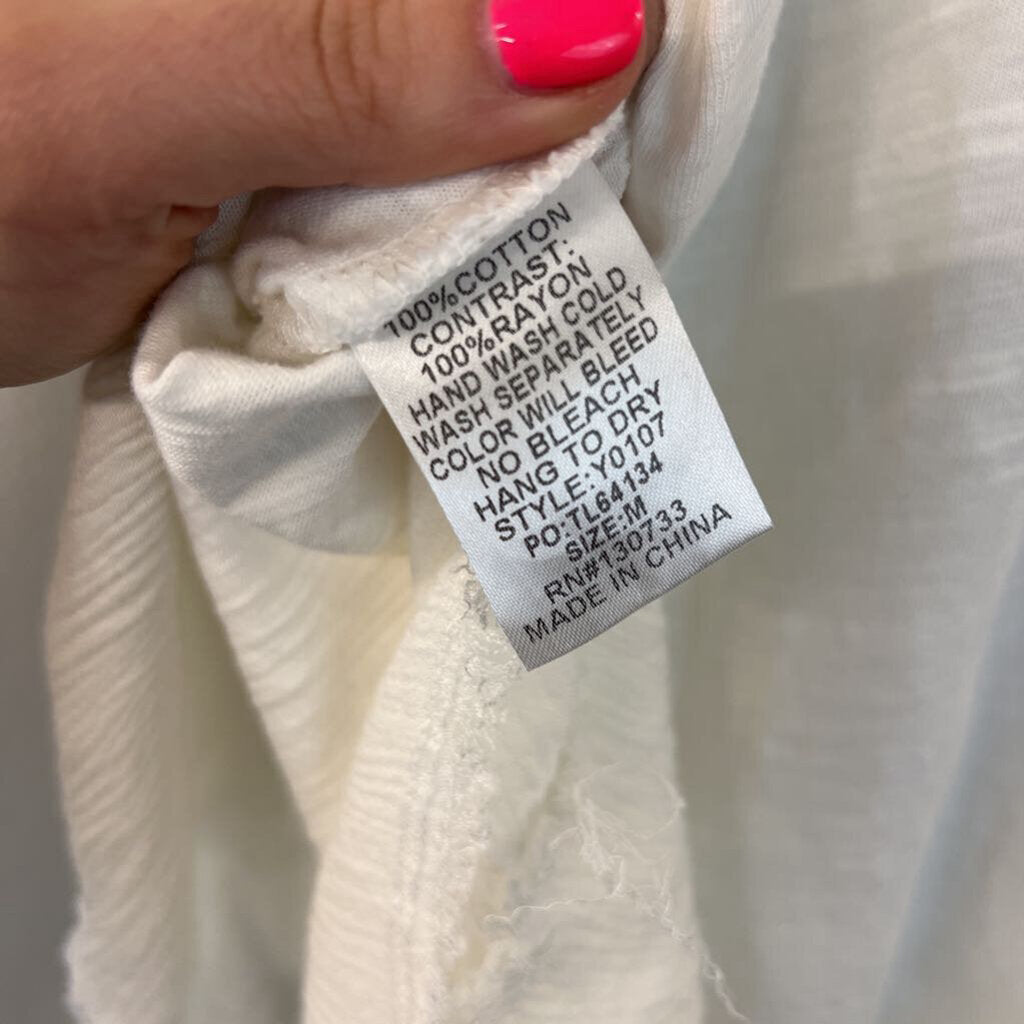 100%COTTON
CONTRAST:
100%RAYON
HAND WASH COLD
WASH SEPARATELY
COLOR WILL BLEED
NO BLEACH
HANG TO DRY
STYLE:Y0107
PO:TL64134
SIZE:M
RN#130733
MADE IN CHINA